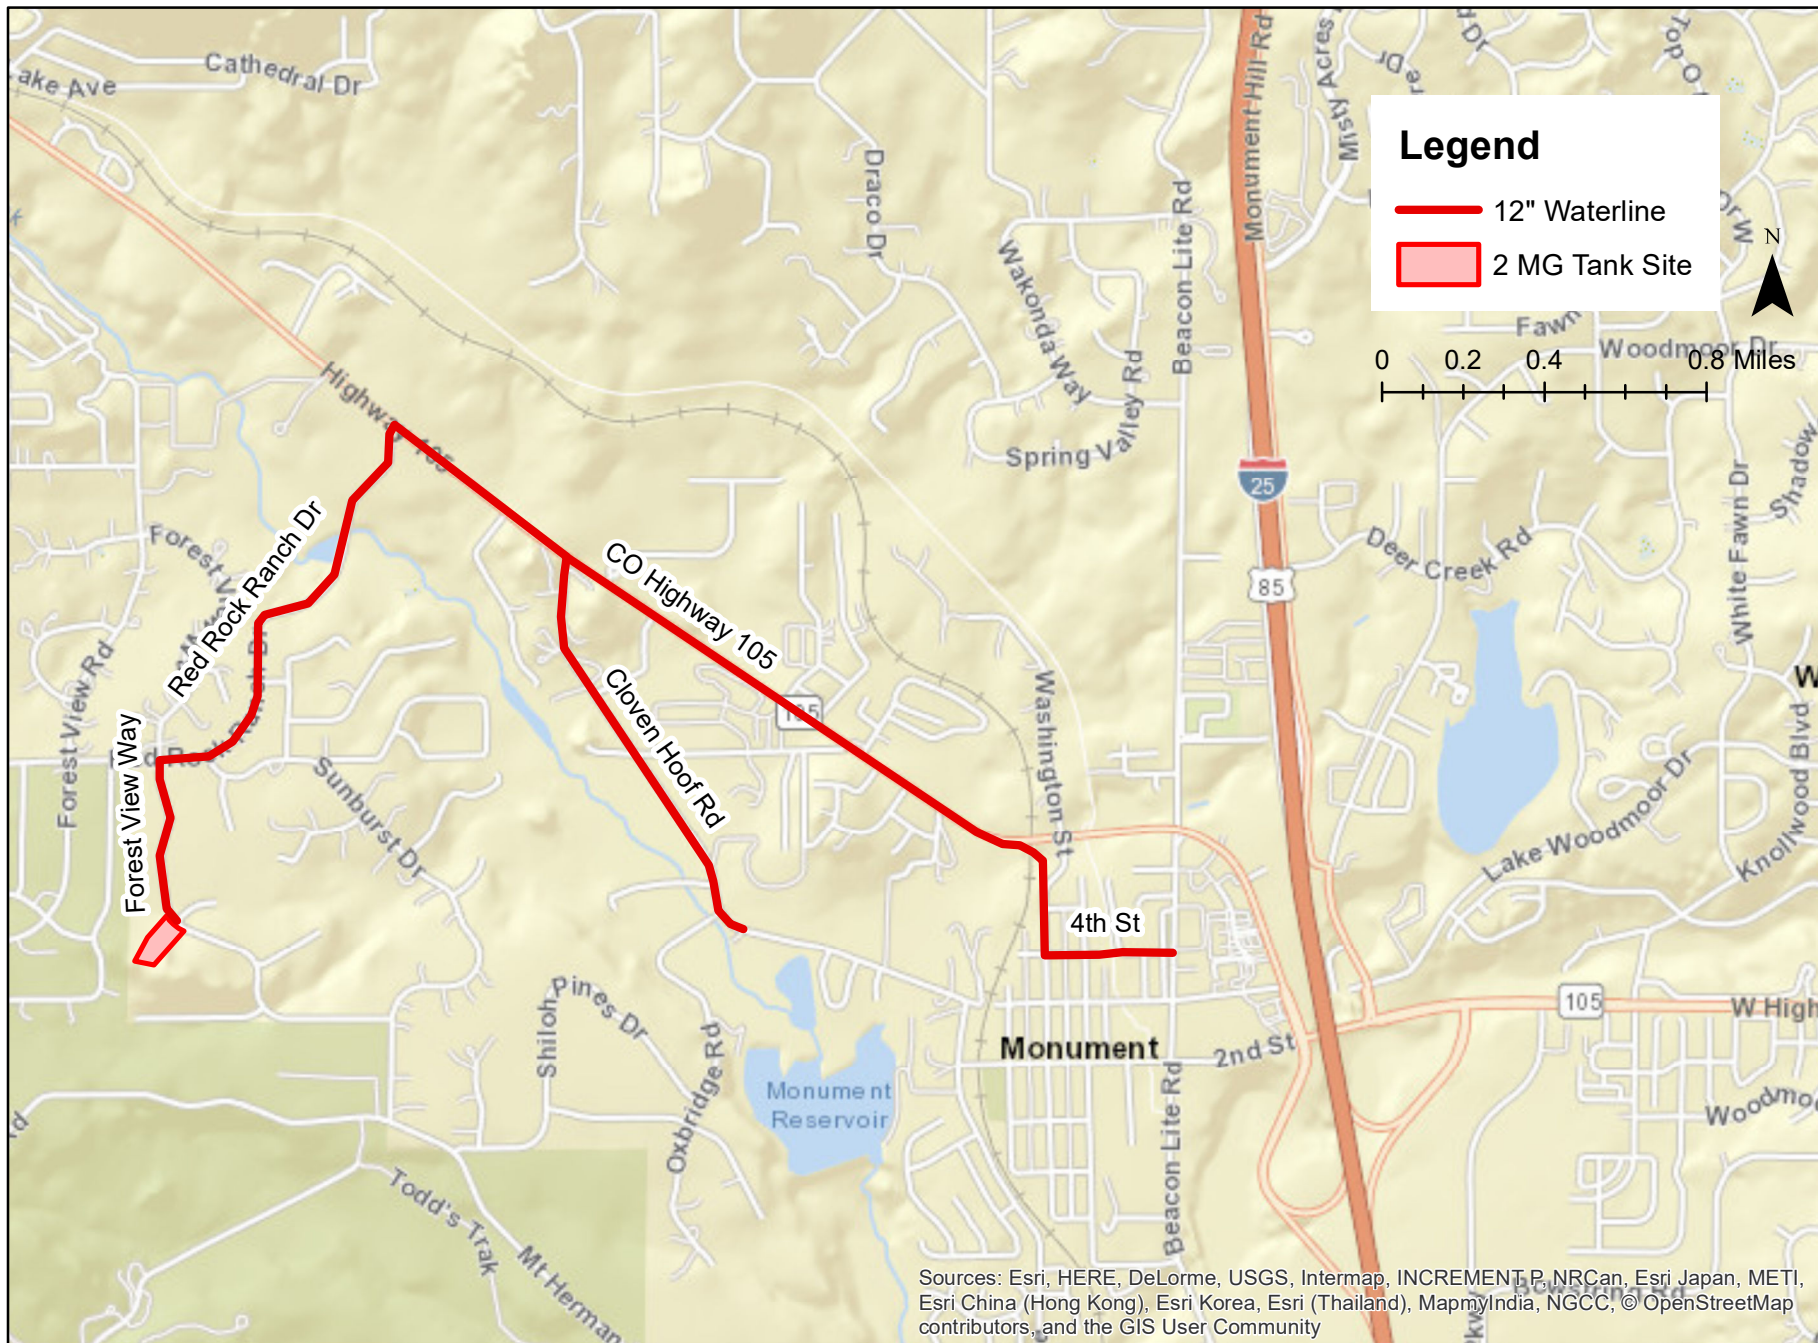 Cathedral Dr
ake Ave
Monument Hill Rd
Misty Acres
Legend
12" Waterline
2 MG Tank Site
N
0 0.2 0.4 0.8 Miles
Draco Dr
Beacon Lite Rd
Wakonda Way
Fawn
Woodmoor Dr
Highway 105
Spring Valley Rd
25
85
Deer Creek Rd
White Fawn Dr
Shadow
Red Rock Ranch Dr
CO Highway 105
105
Cloven Hoof Rd
Washington St
Forest View Rd
Forest View Way
Sunburst Dr
Lake Woodmoor Dr
Knollwood Blvd
W
4th St
Shiloh Pines Dr
Oxbridge Rd
Monument
2nd St
105
W High
Monument
Reservoir
Beacon Lite Rd
Woodmoo
Rd
Todd's Trak
Mt Herman
Bowstring Rd
Pkwy
Sources: Esri, HERE, DeLorme, USGS, Intermap, INCREMENT P, NRCan, Esri Japan, METI,
Esri China (Hong Kong), Esri Korea, Esri (Thailand), MapmyIndia, NGCC, © OpenStreetMap
contributors, and the GIS User Community